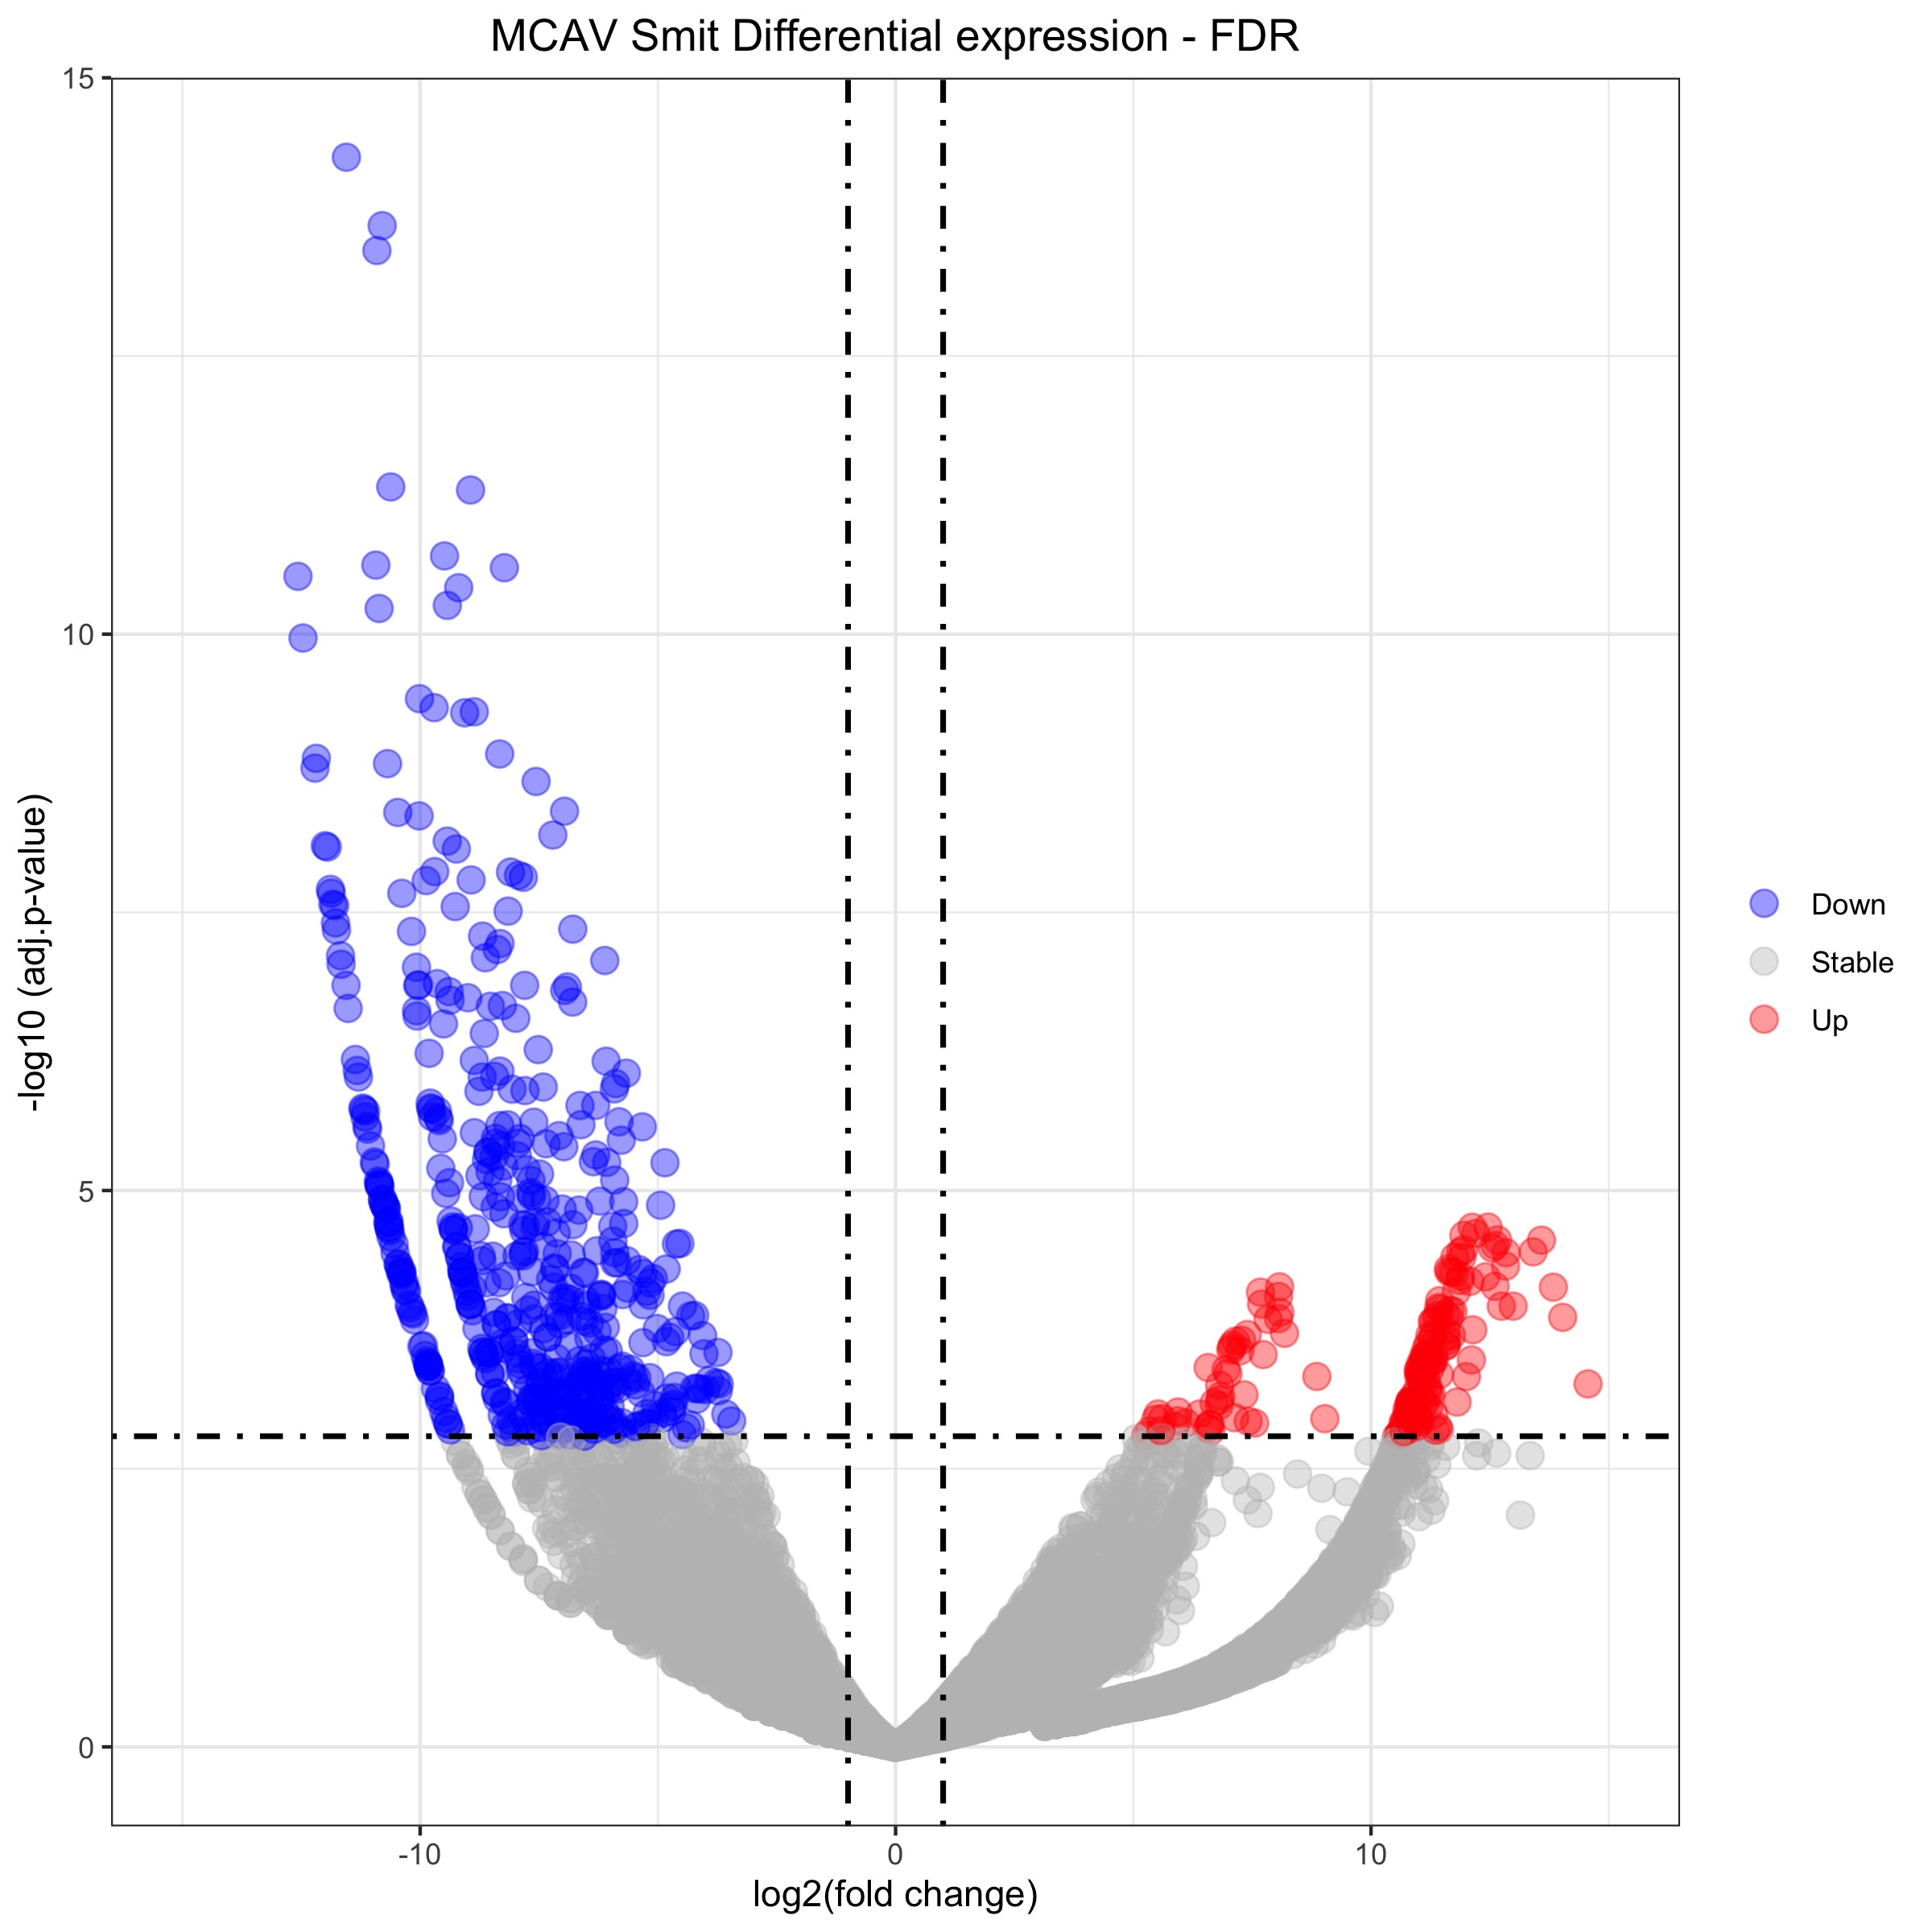 MCAV Smit Differential expression - FDR
15
10
5
0
-log10 (adj.p-value)
-10
0
10
log2(fold change)
Down
Stable
Up